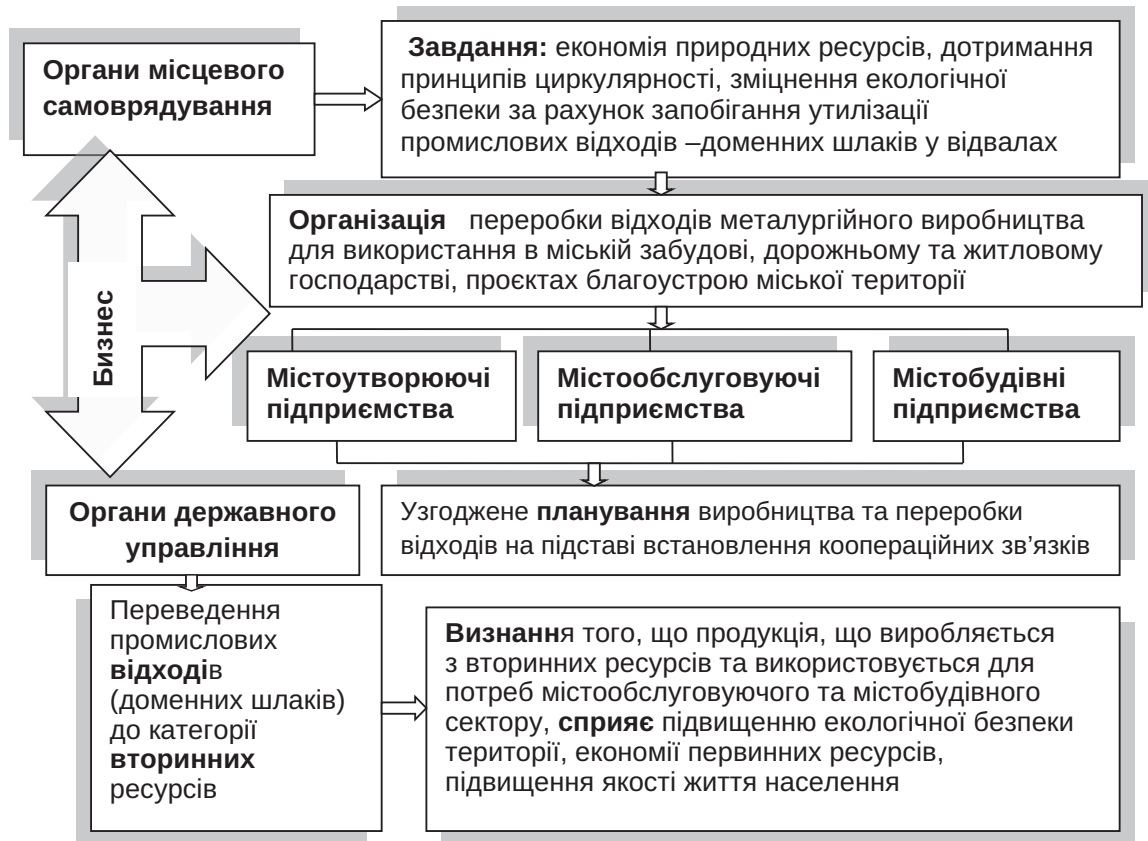 Органи місцевого
самоврядування
Завдання: економія природних ресурсів, дотримання
принципів циркулярності, зміцнення екологічної
безпеки за рахунок запобігання утилізації
промислових відходів –доменних шлаків у відвалах
Організація переробки відходів металургійного виробництва
для використання в міській забудові, дорожньому та житловому
господарстві, проєктах благоустрою міської території
Бизнес
Містоутворюючі
підприємства
Містообслуговуючі
підприємства
Містобудівні
підприємства
Органи державного
управління
Узгоджене планування виробництва та переробки
відходів на підставі встановлення коопераційних зв’язків
Переведення
промислових
відходів
(доменних шлаків)
до категорії
вторинних
ресурсів
Визнання того, що продукція, що виробляється
з вторинних ресурсів та використовується для
потреб містообслуговуючого та містобудівного
сектору, сприяє підвищенню екологічної безпеки
території, економії первинних ресурсів,
підвищення якості життя населення